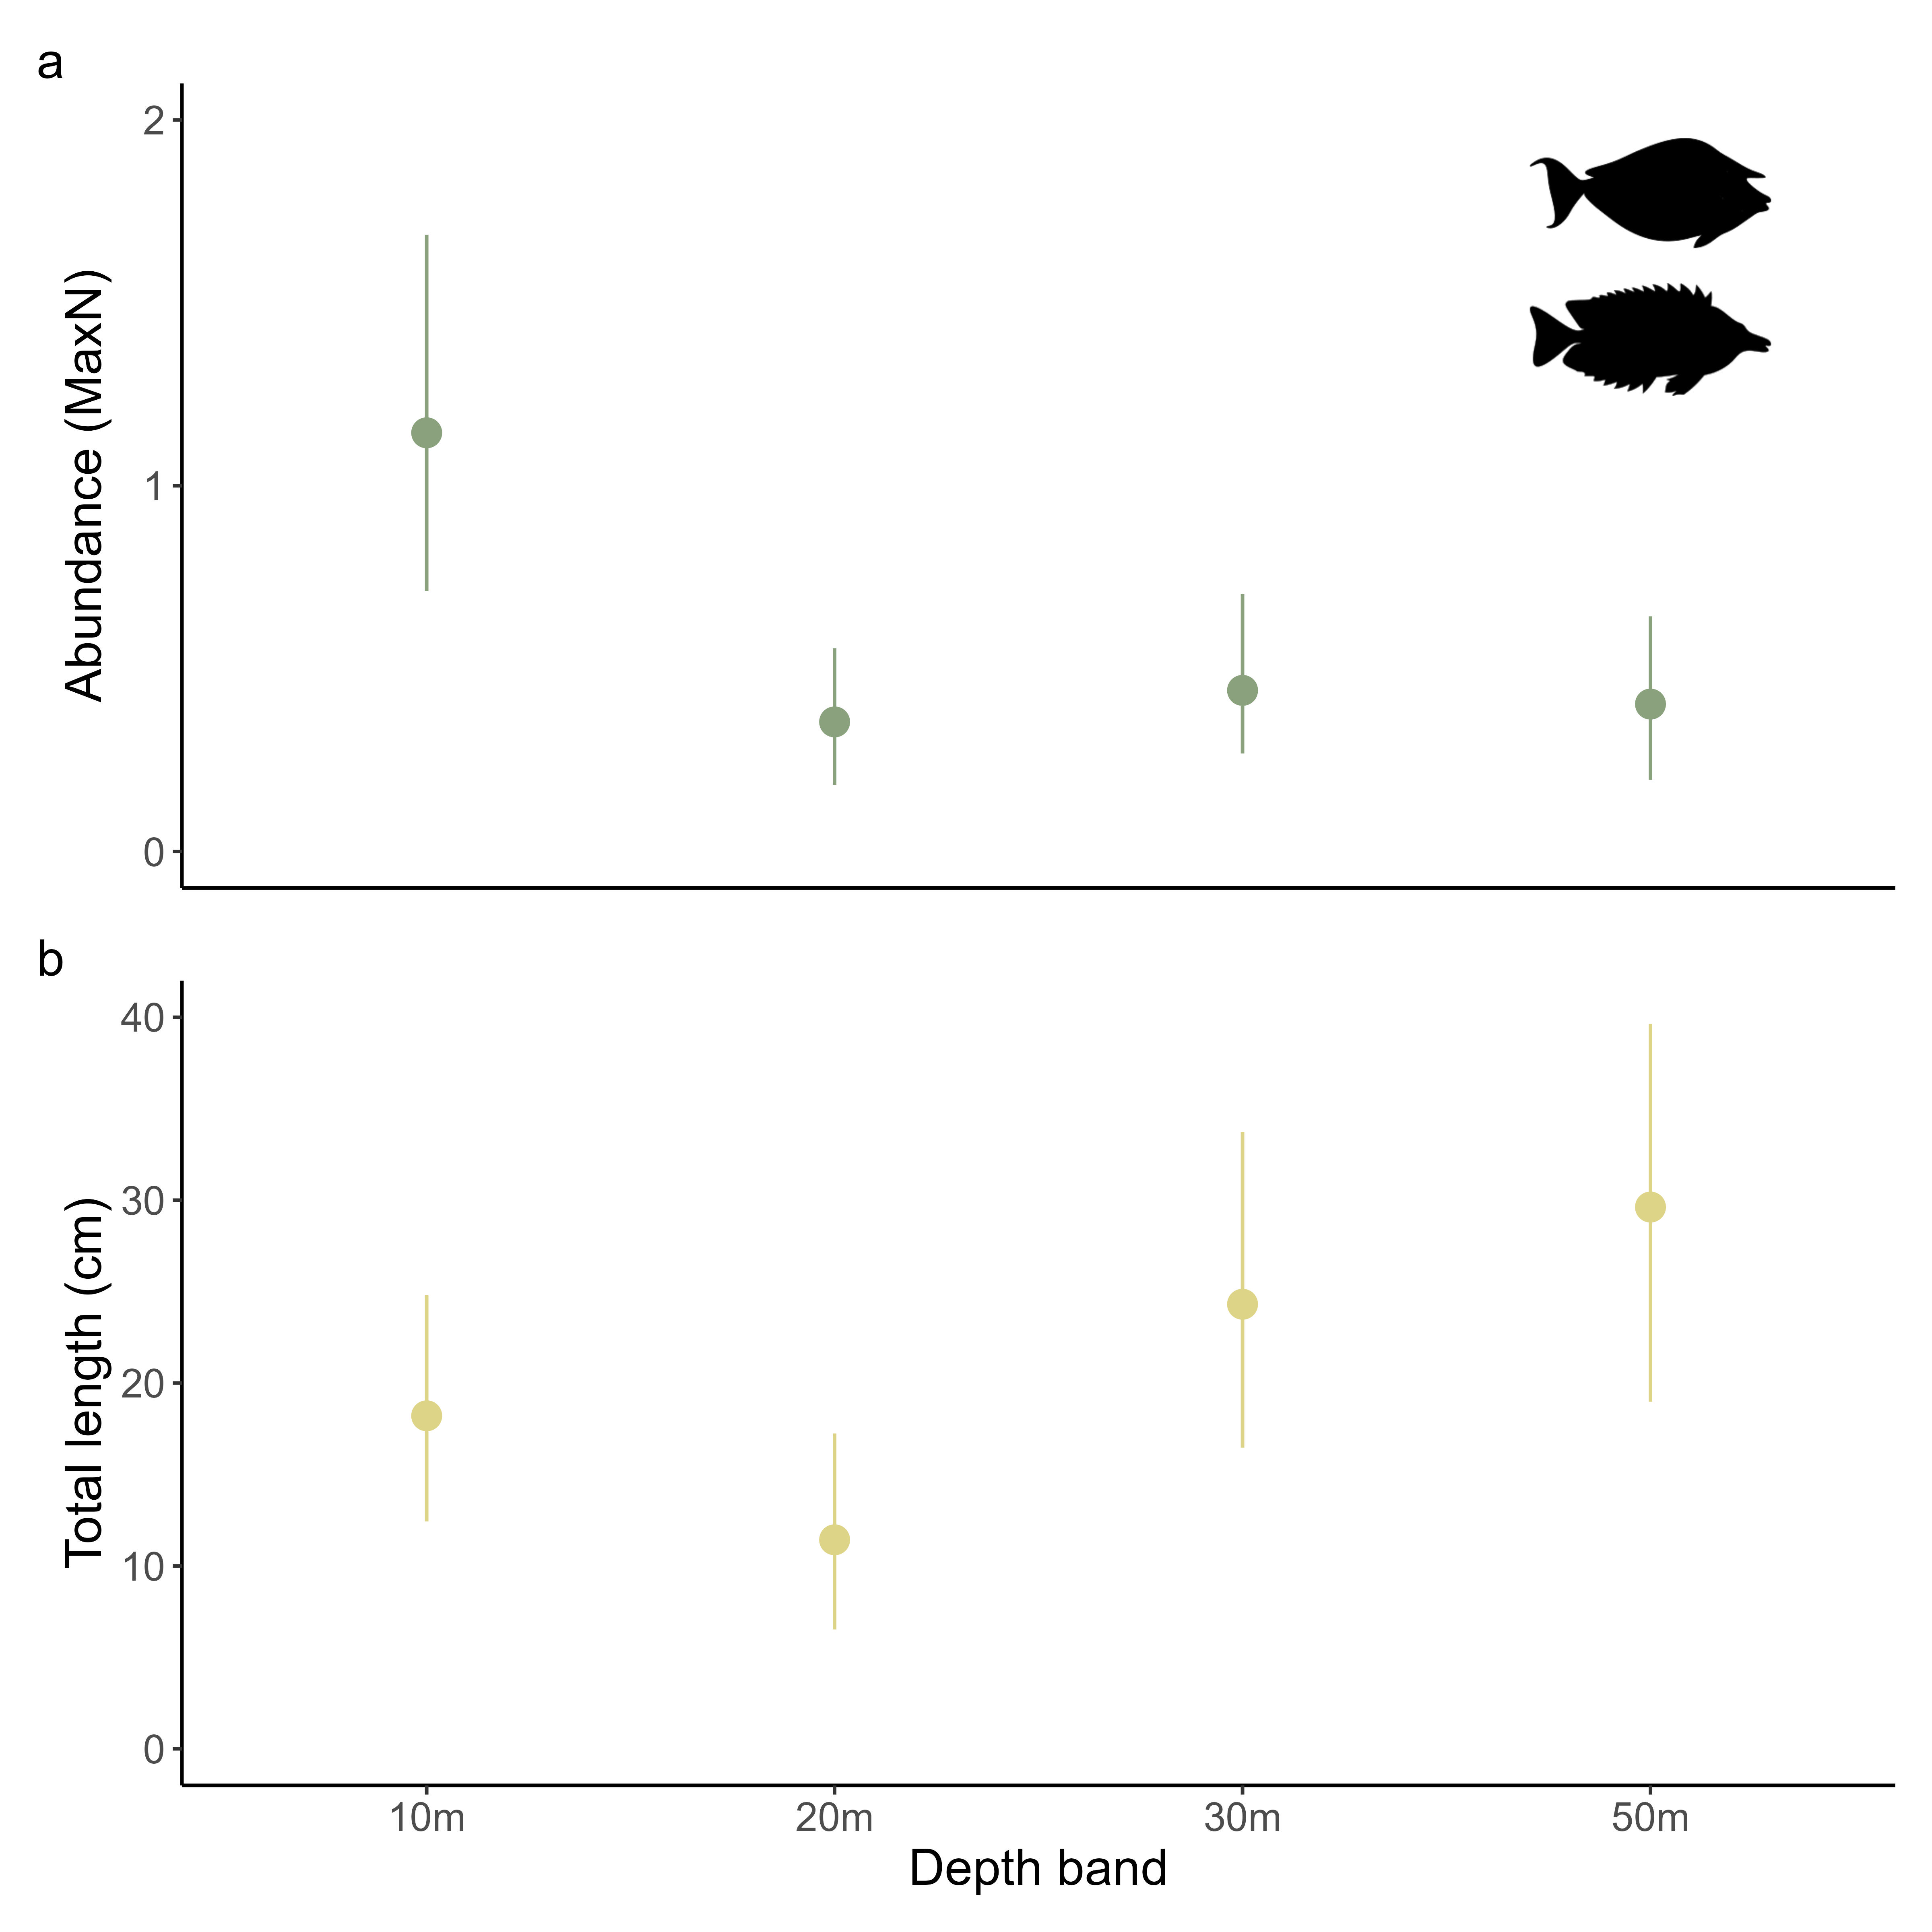 a
2
1
0
Abundance (MaxN)
b
40
30
20
10
0
Total length (cm)
10m 20m 30m 50m
Depth band